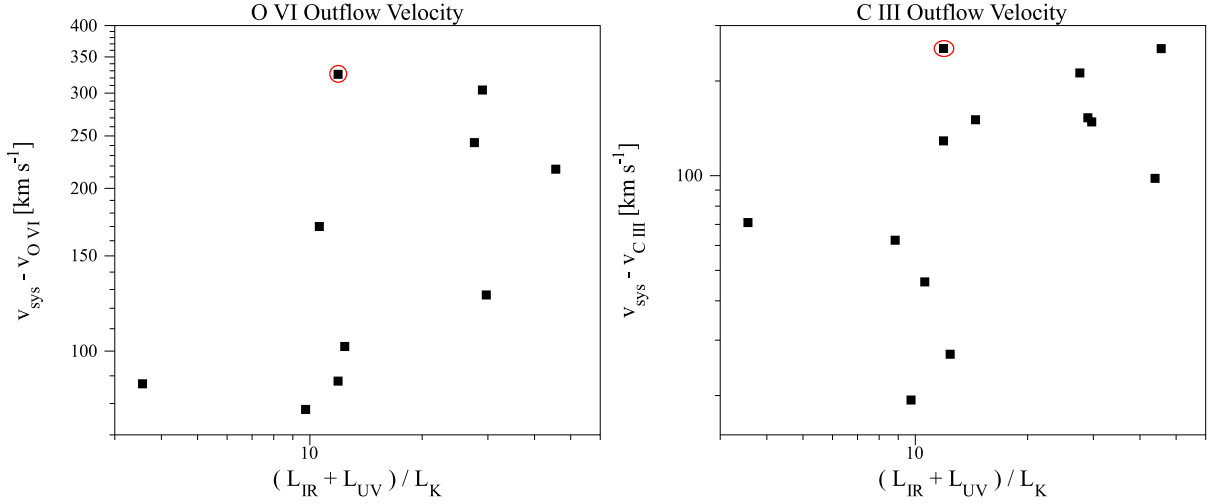 O VI Outflow Velocity
400
350
300
250
200
150
100
10
v_sys - v_O VI [km s^-1]
( L_IR + L_UV ) / L_K
C III Outflow Velocity
100
10
v_sys - v_C III [km s^-1]
( L_IR + L_UV ) / L_K